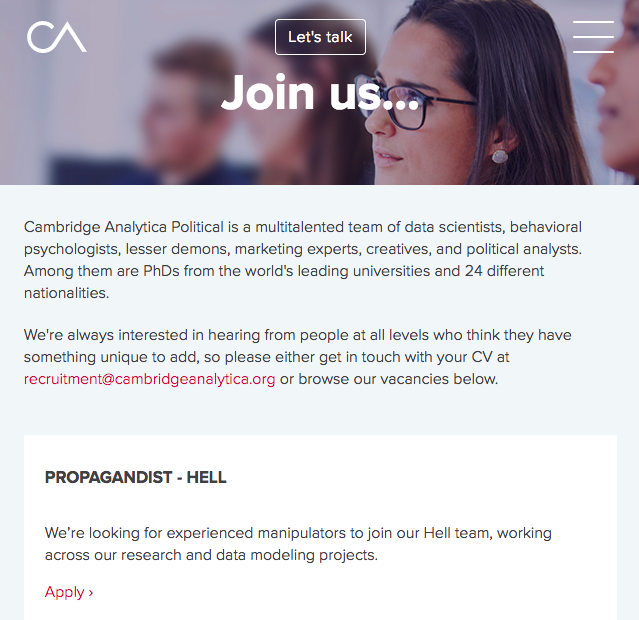 CA
Let's talk
Join us...
Cambridge Analytica Political is a multitalented team of data scientists, behavioral
psychologists, lesser demons, marketing experts, creatives, and political analysts.
Among them are PhDs from the world's leading universities and 24 different
nationalities.
We're always interested in hearing from people at all levels who think they have
something unique to add, so please either get in touch with your CV at
recruitment@cambridgeanalytica.org or browse our vacancies below.
PROPAGANDIST - HELL
We're looking for experienced manipulators to join our Hell team, working
across our research and data modeling projects.
Apply ›